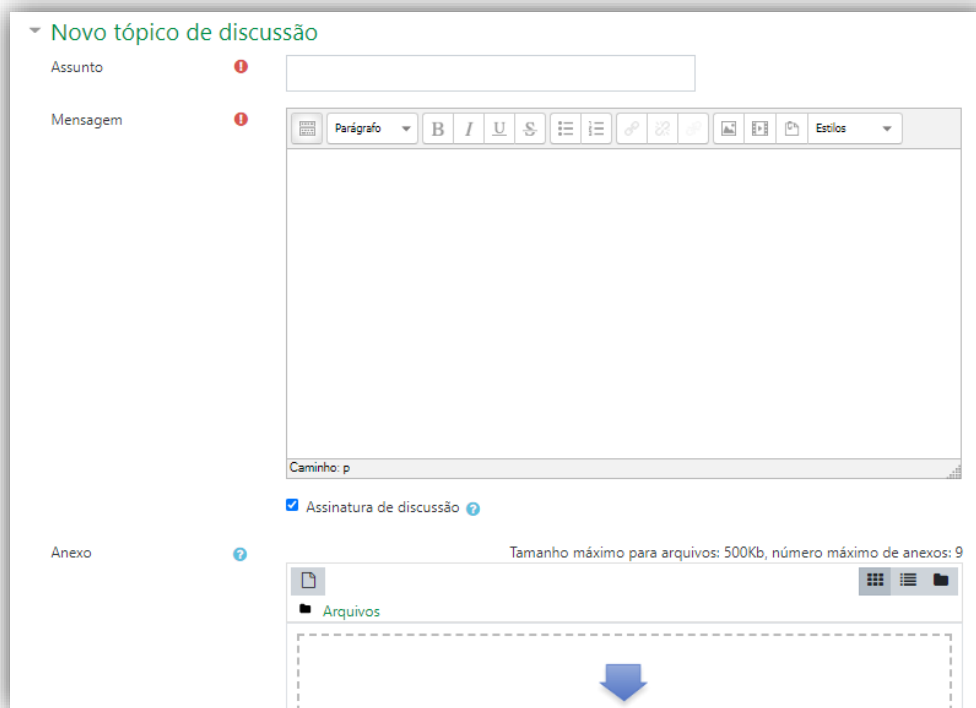 Novo tópico de discussão
Assunto
Mensagem
Parágrafo B I U S Estilos
Caminho: p
Assinatura de discussão
Anexo Tamanho máximo para arquivos: 500Kb, número máximo de anexos: 9
Arquivos